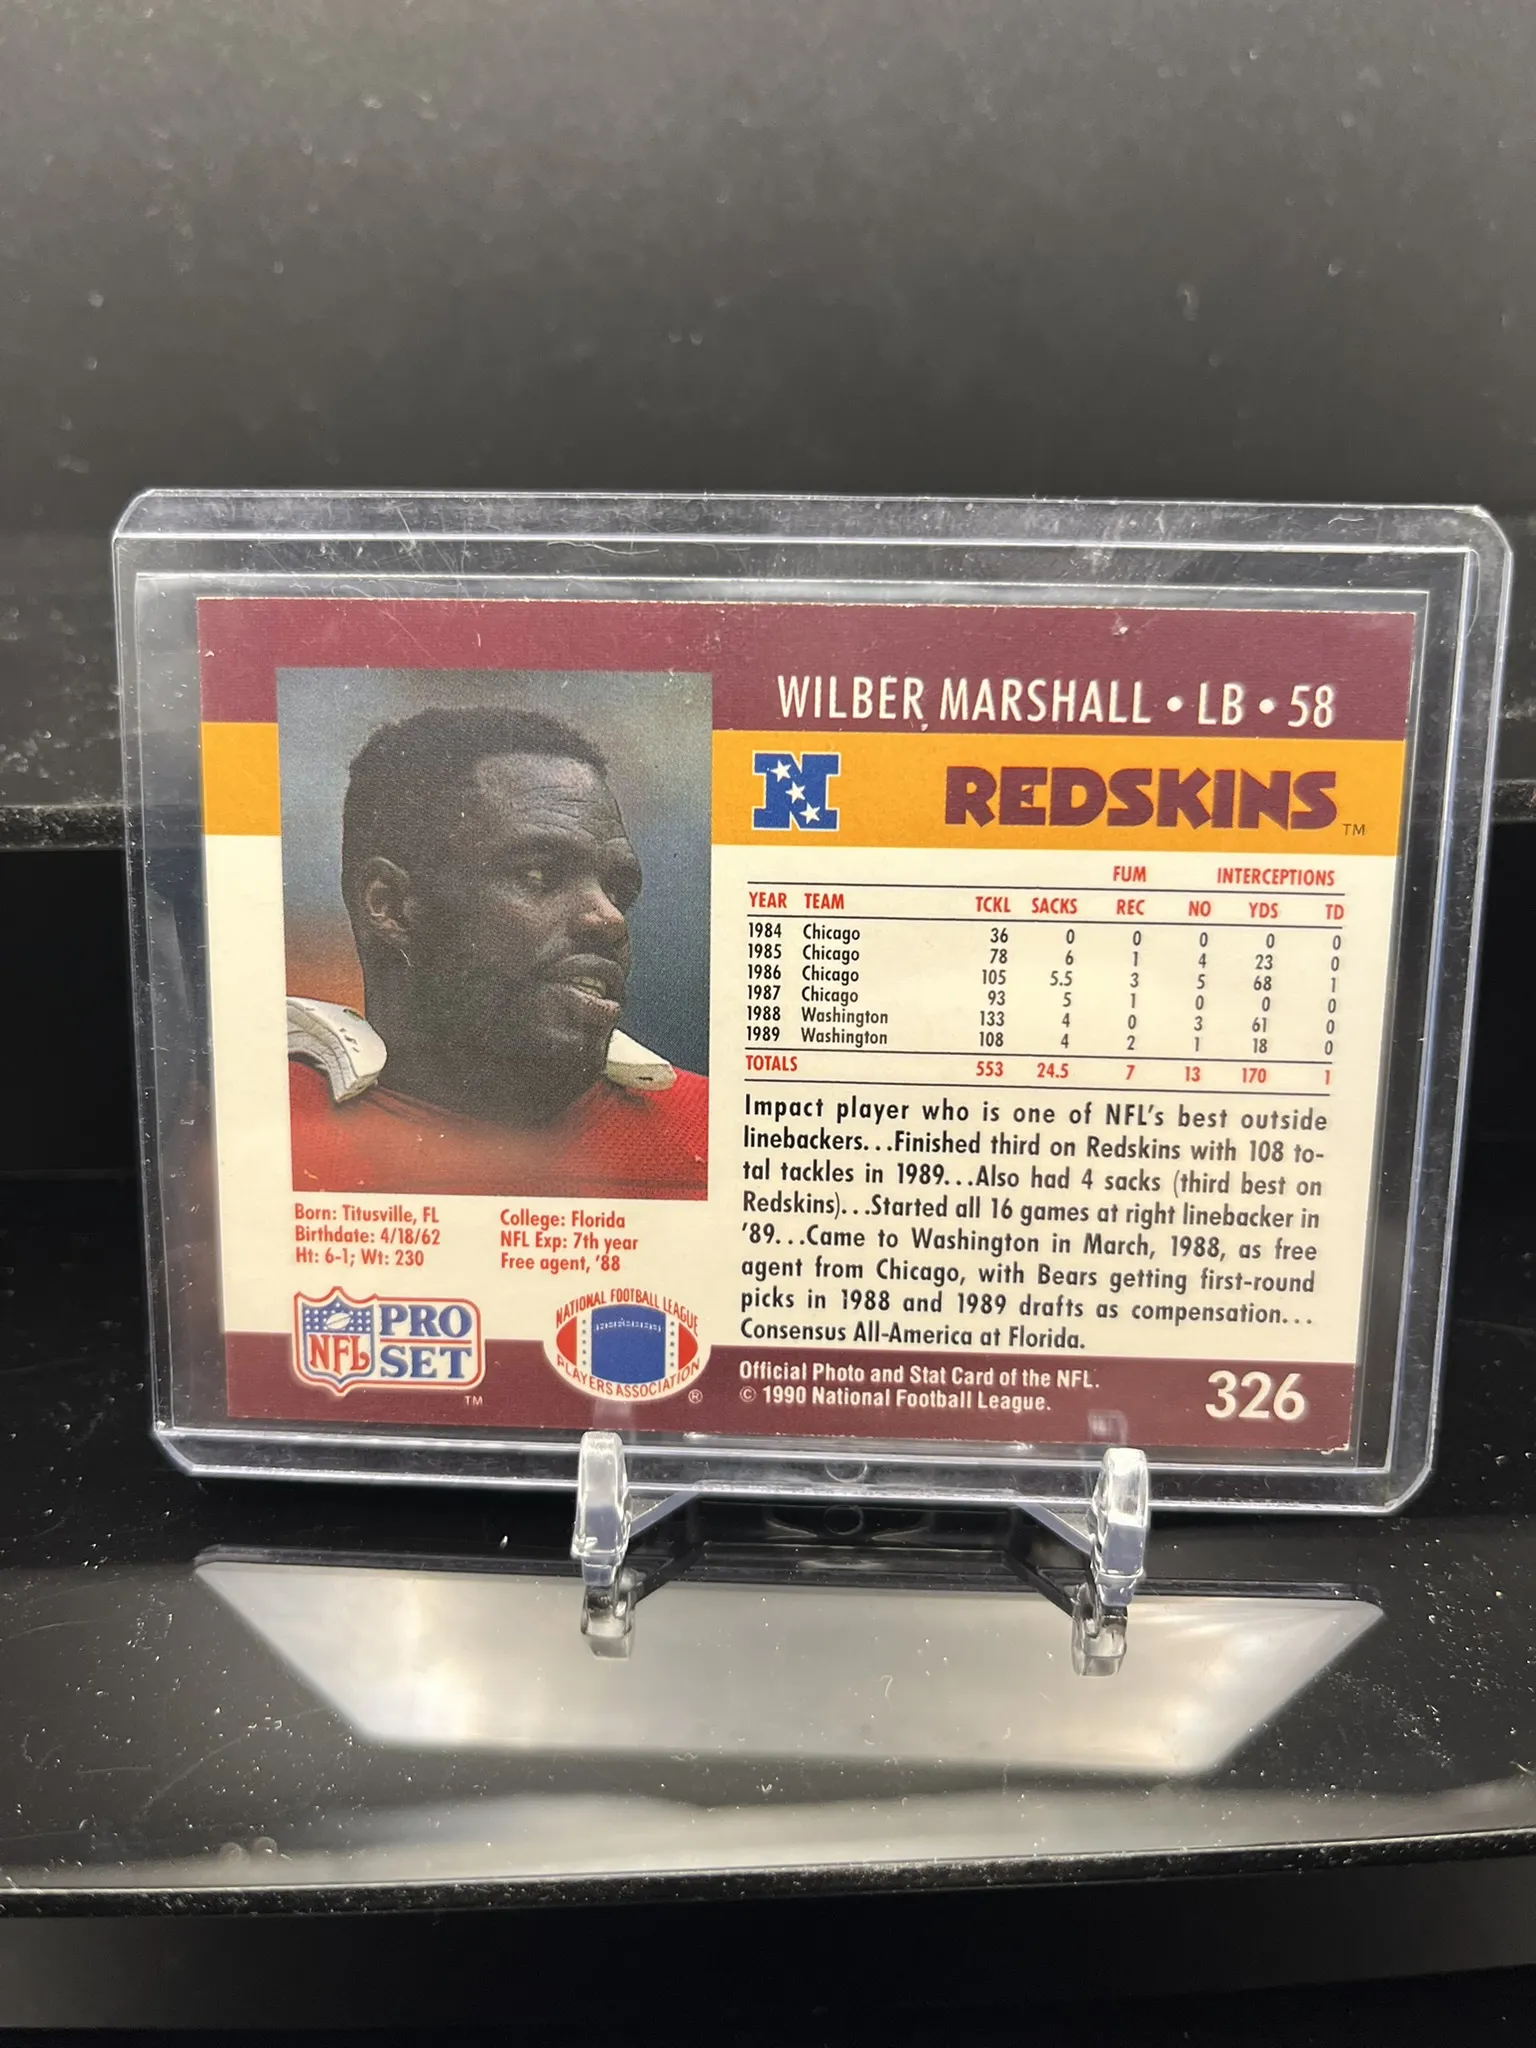 WILBER MARSHALL • LB • 58
N REDSKINS TM
FUM INTERCEPTIONS
YEAR TEAM TCKL SACKS REC NO YDS TD
1984 Chicago 36 0 0 0 0 0
1985 Chicago 78 6 1 4 23 0
1986 Chicago 105 5.5 3 5 68 1
1987 Chicago 93 5 1 0 0 0
1988 Washington 133 4 0 3 61 0
1989 Washington 108 4 2 1 18 0
TOTALS 553 24.5 7 13 170 1
Impact player who is one of NFL's best outside
linebackers...Finished third on Redskins with 108 to-
tal tackles in 1989...Also had 4 sacks (third best on
Redskins)...Started all 16 games at right linebacker in
'89...Came to Washington in March, 1988, as free
agent from Chicago, with Bears getting first-round
picks in 1988 and 1989 drafts as compensation...
Consensus All-America at Florida.
Born: Titusville, FL
Birthdate: 4/18/62
Ht: 6-1; Wt: 230
College: Florida
NFL Exp: 7th year
Free agent, '88
NFL PRO
SET TM
NATIONAL FOOTBALL LEAGUE
PLAYERS ASSOCIATION ®
Official Photo and Stat Card of the NFL.
© 1990 National Football League.
326